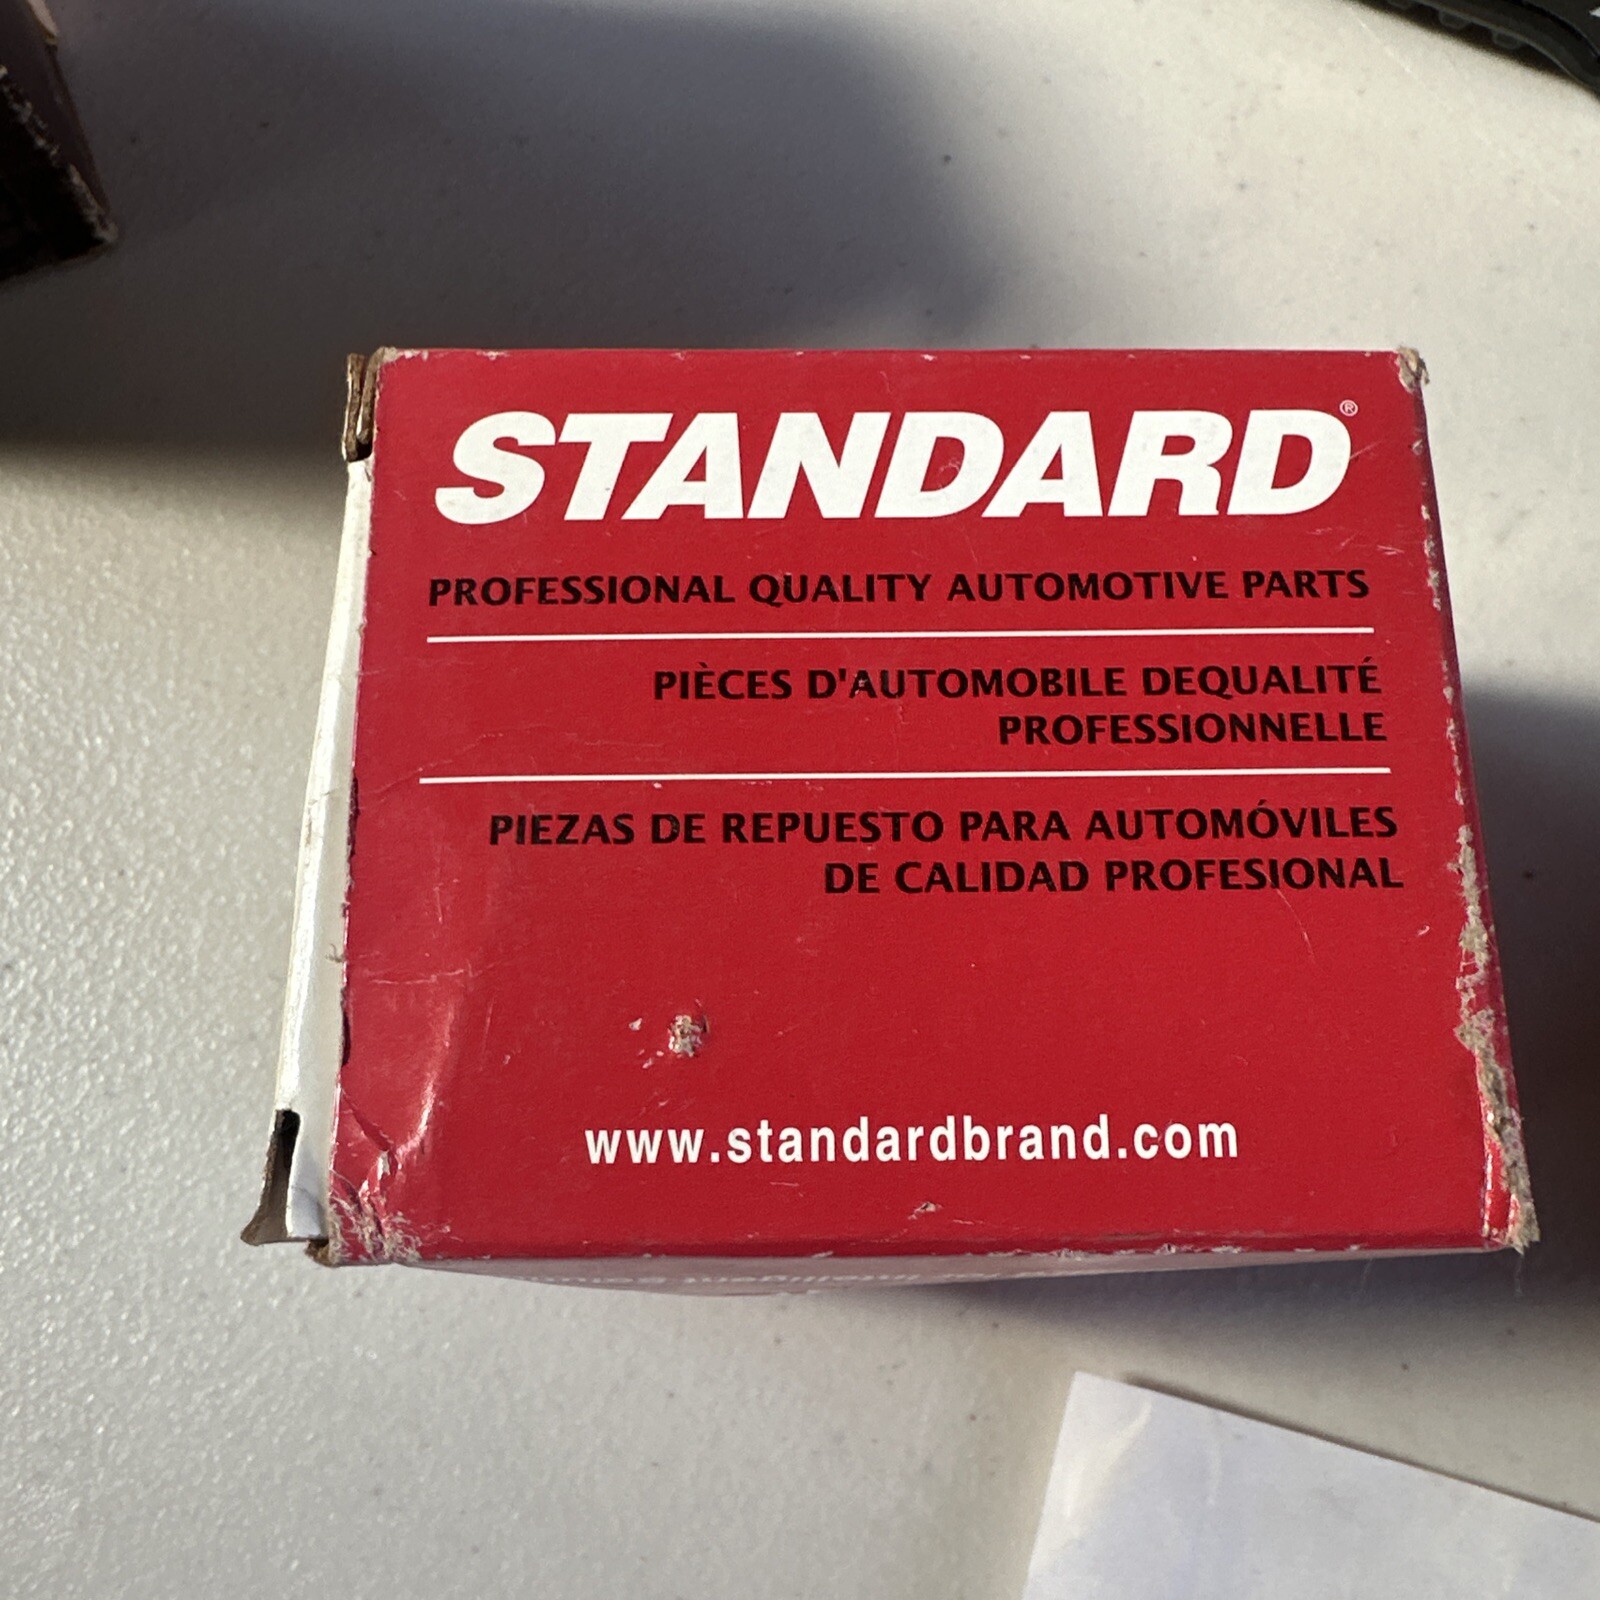 STANDARD®
PROFESSIONAL QUALITY AUTOMOTIVE PARTS
PIÈCES D'AUTOMOBILE DEQUALITÉ
PROFESSIONNELLE
PIEZAS DE REPUESTO PARA AUTOMÓVILES
DE CALIDAD PROFESIONAL
www.standardbrand.com